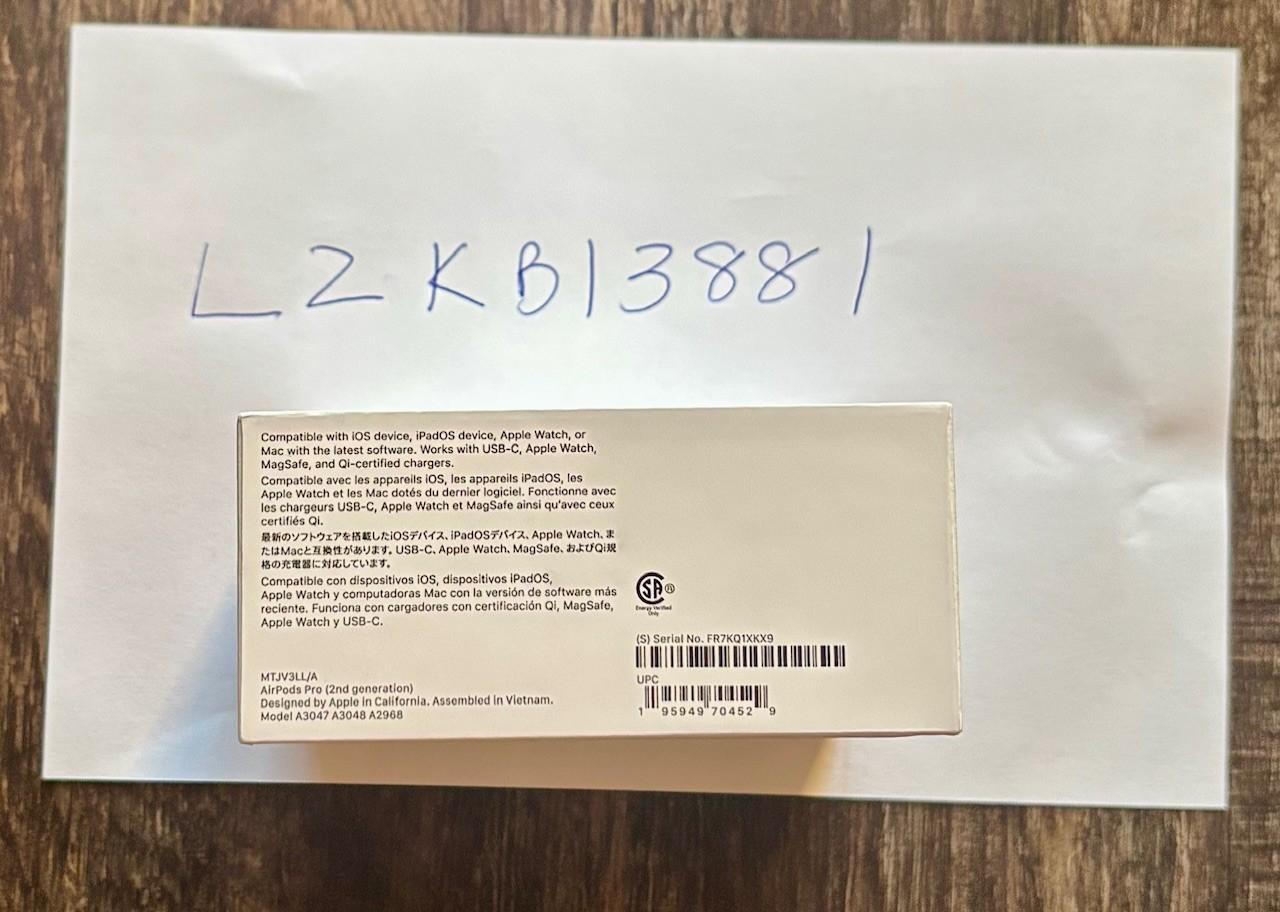 LZKB13881
Compatible with iOS device, iPadOS device, Apple Watch, or
Mac with the latest software. Works with USB-C, Apple Watch,
MagSafe, and Qi-certified chargers.
Compatible avec les appareils iOS, les appareils iPadOS, les
Apple Watch et les Mac dotés du dernier logiciel. Fonctionne avec
les chargeurs USB-C, Apple Watch et MagSafe ainsi qu'avec ceux
certifiés Qi.
最新のソフトウェアを搭載したiOSデバイス、iPadOSデバイス、Apple Watch、ま
たはMacと互換性があります。USB-C、Apple Watch、MagSafe、およびQi規
格の充電器に対応しています。
Compatible con dispositivos iOS, dispositivos iPadOS,
Apple Watch y computadoras Mac con la versión de software más
reciente. Funciona con cargadores con certificación Qi, MagSafe,
Apple Watch y USB-C.
MTJV3LL/A
AirPods Pro (2nd generation)
Designed by Apple in California. Assembled in Vietnam.
Model A3047 A3048 A2968
SA ®
Energy Verified
Only
(S) Serial No. FR7KQ1XKX9
UPC
1 95949 70452 9